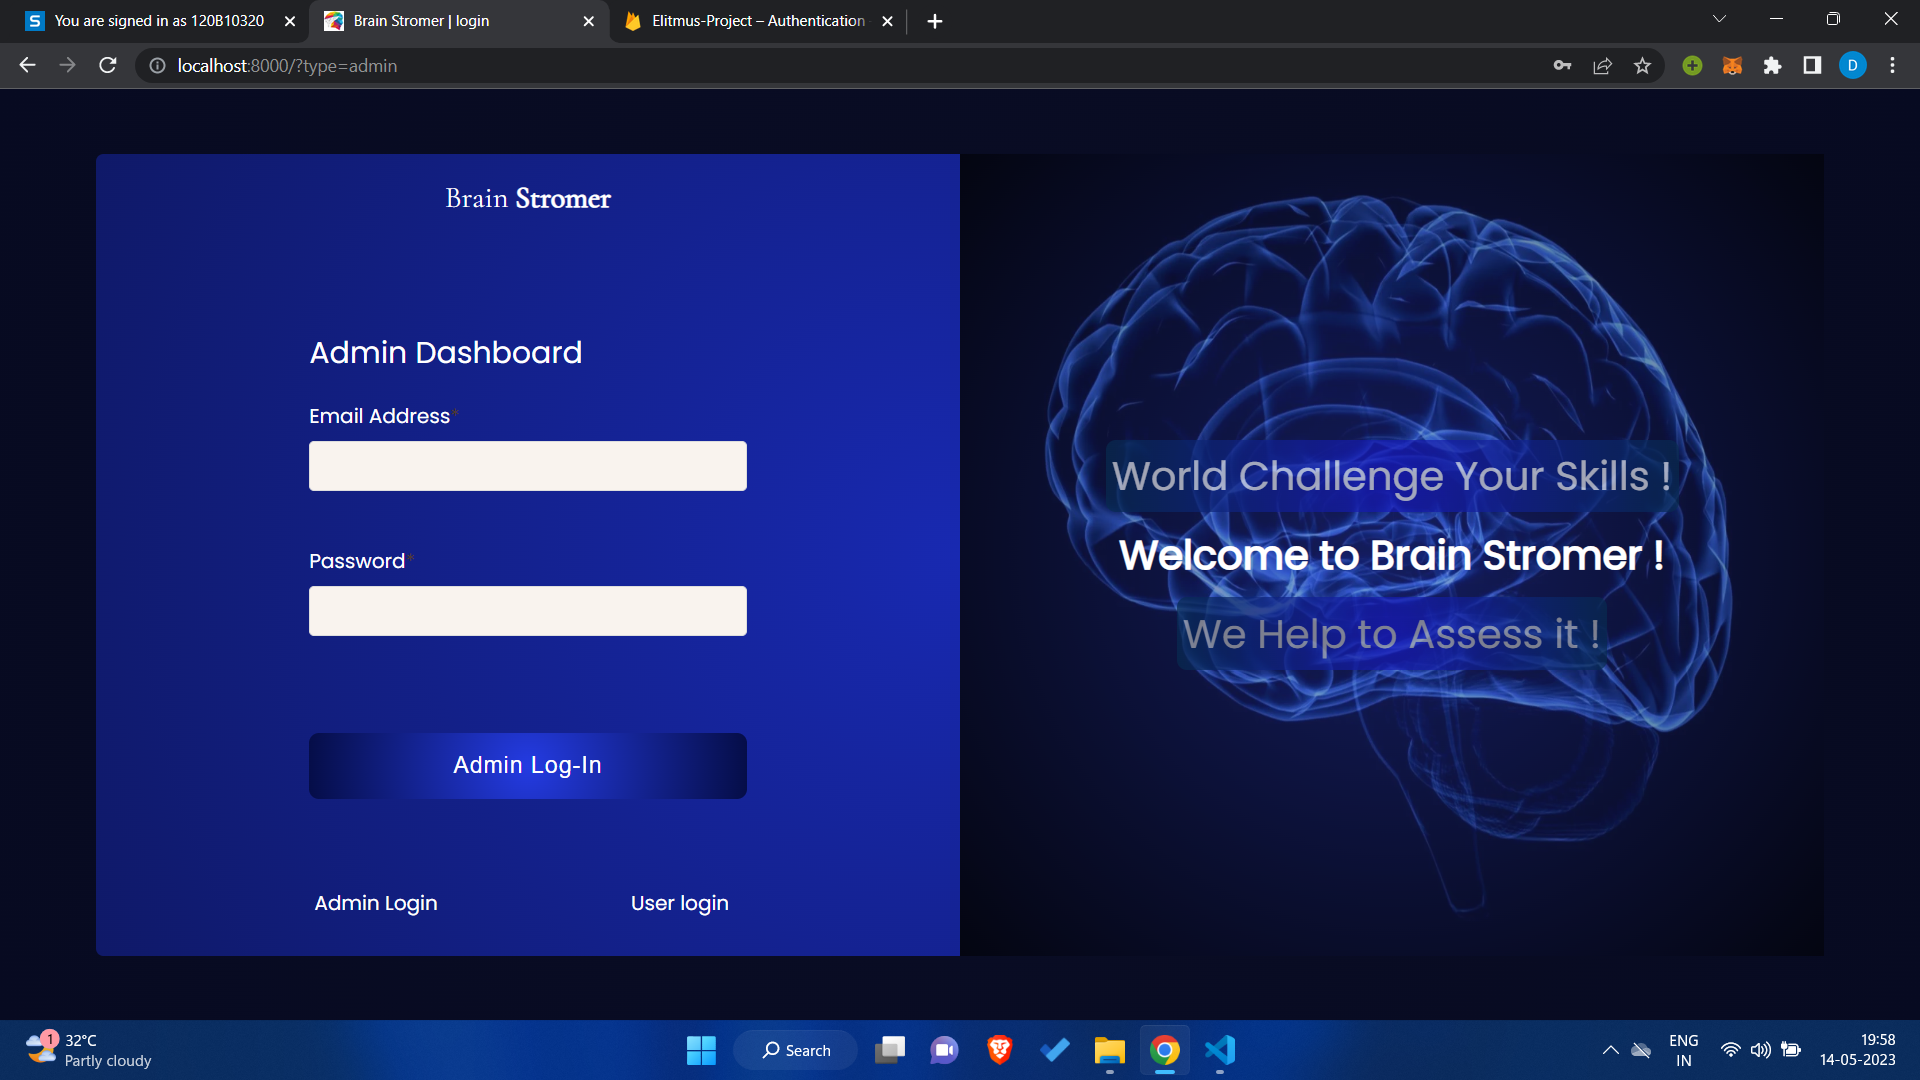 You are signed in as 120B10320
Brain Stromer | login
Elitmus-Project – Authentication
localhost:8000/?type=admin
D
Brain Stromer
Admin Dashboard
Email Address*
Password*
Admin Log-In
Admin Login
User login
World Challenge Your Skills !
Welcome to Brain Stromer !
We Help to Assess it !
1
32°C
Partly cloudy
Search
ENG
IN
19:58
14-05-2023